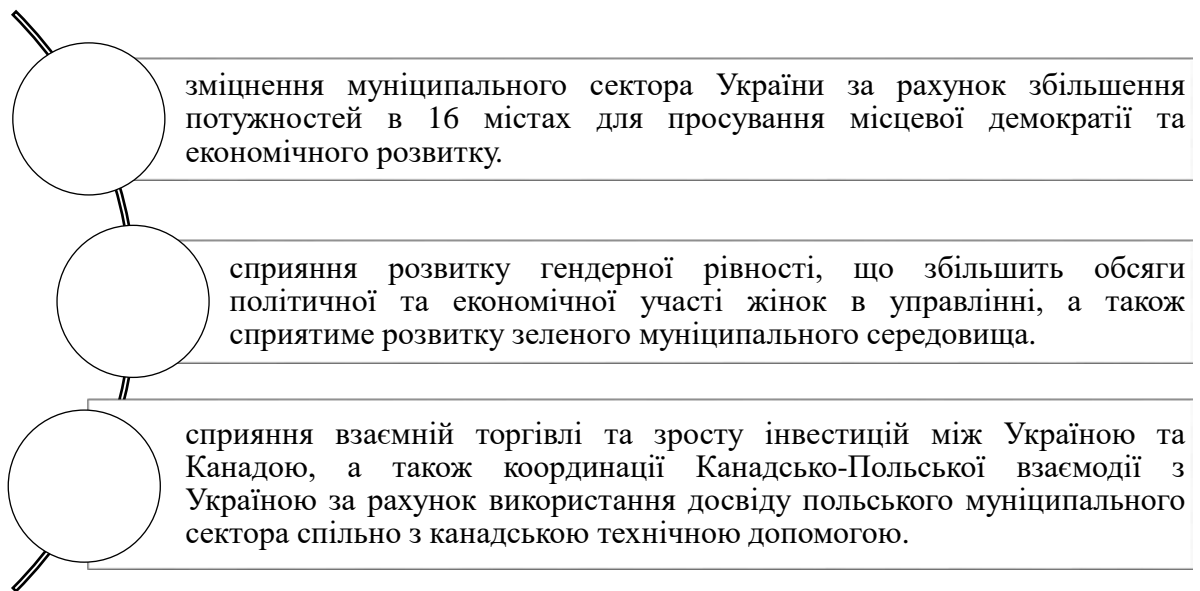 зміцнення муніципального сектора України за рахунок збільшення
потужностей в 16 містах для просування місцевої демократії та
економічного розвитку.
сприяння розвитку гендерної рівності, що збільшить обсяги
політичної та економічної участі жінок в управлінні, а також
сприятиме розвитку зеленого муніципального середовища.
сприяння взаємній торгівлі та зросту інвестицій між Україною та
Канадою, а також координації Канадсько-Польської взаємодії з
Україною за рахунок використання досвіду польського муніципального
сектора спільно з канадською технічною допомогою.